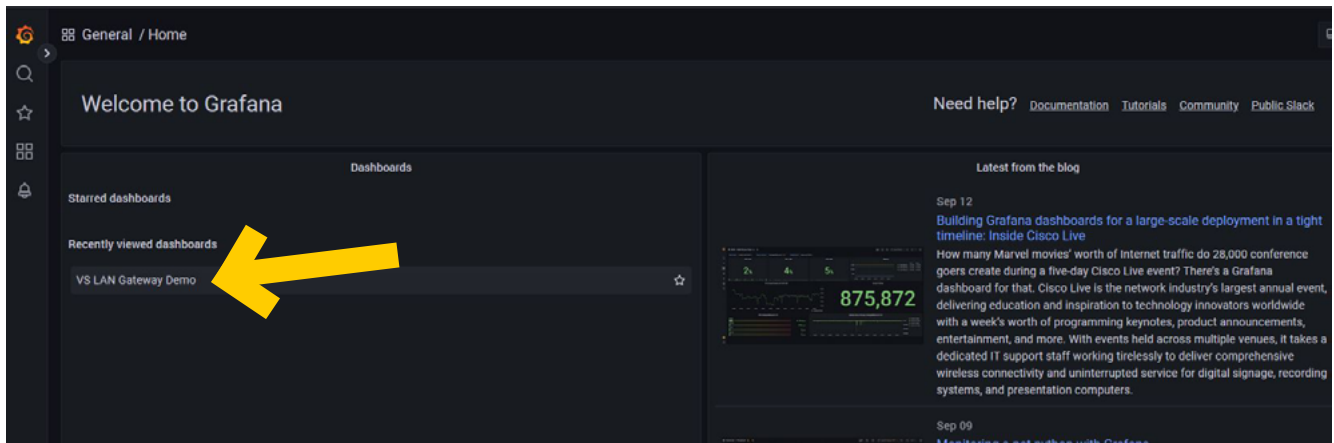 General / Home
Welcome to Grafana
Need help? Documentation Tutorials Community Public Slack
Dashboards
Starred dashboards
Recently viewed dashboards
VS LAN Gateway Demo
Latest from the blog
Sep 12
Building Grafana dashboards for a large-scale deployment in a tight
timeline: Inside Cisco Live
How many Marvel movies' worth of Internet traffic do 28,000 conference
goers create during a five-day Cisco Live event? There's a Grafana
dashboard for that. Cisco Live is the network industry's largest annual event,
delivering education and inspiration to technology innovators worldwide
with a week's worth of programming keynotes, product announcements,
entertainment, and more. With events held across multiple venues, it takes a
dedicated IT support staff working tirelessly to deliver comprehensive
wireless connectivity and uninterrupted service for digital signage, recording
systems, and presentation computers.
875,872
Sep 09